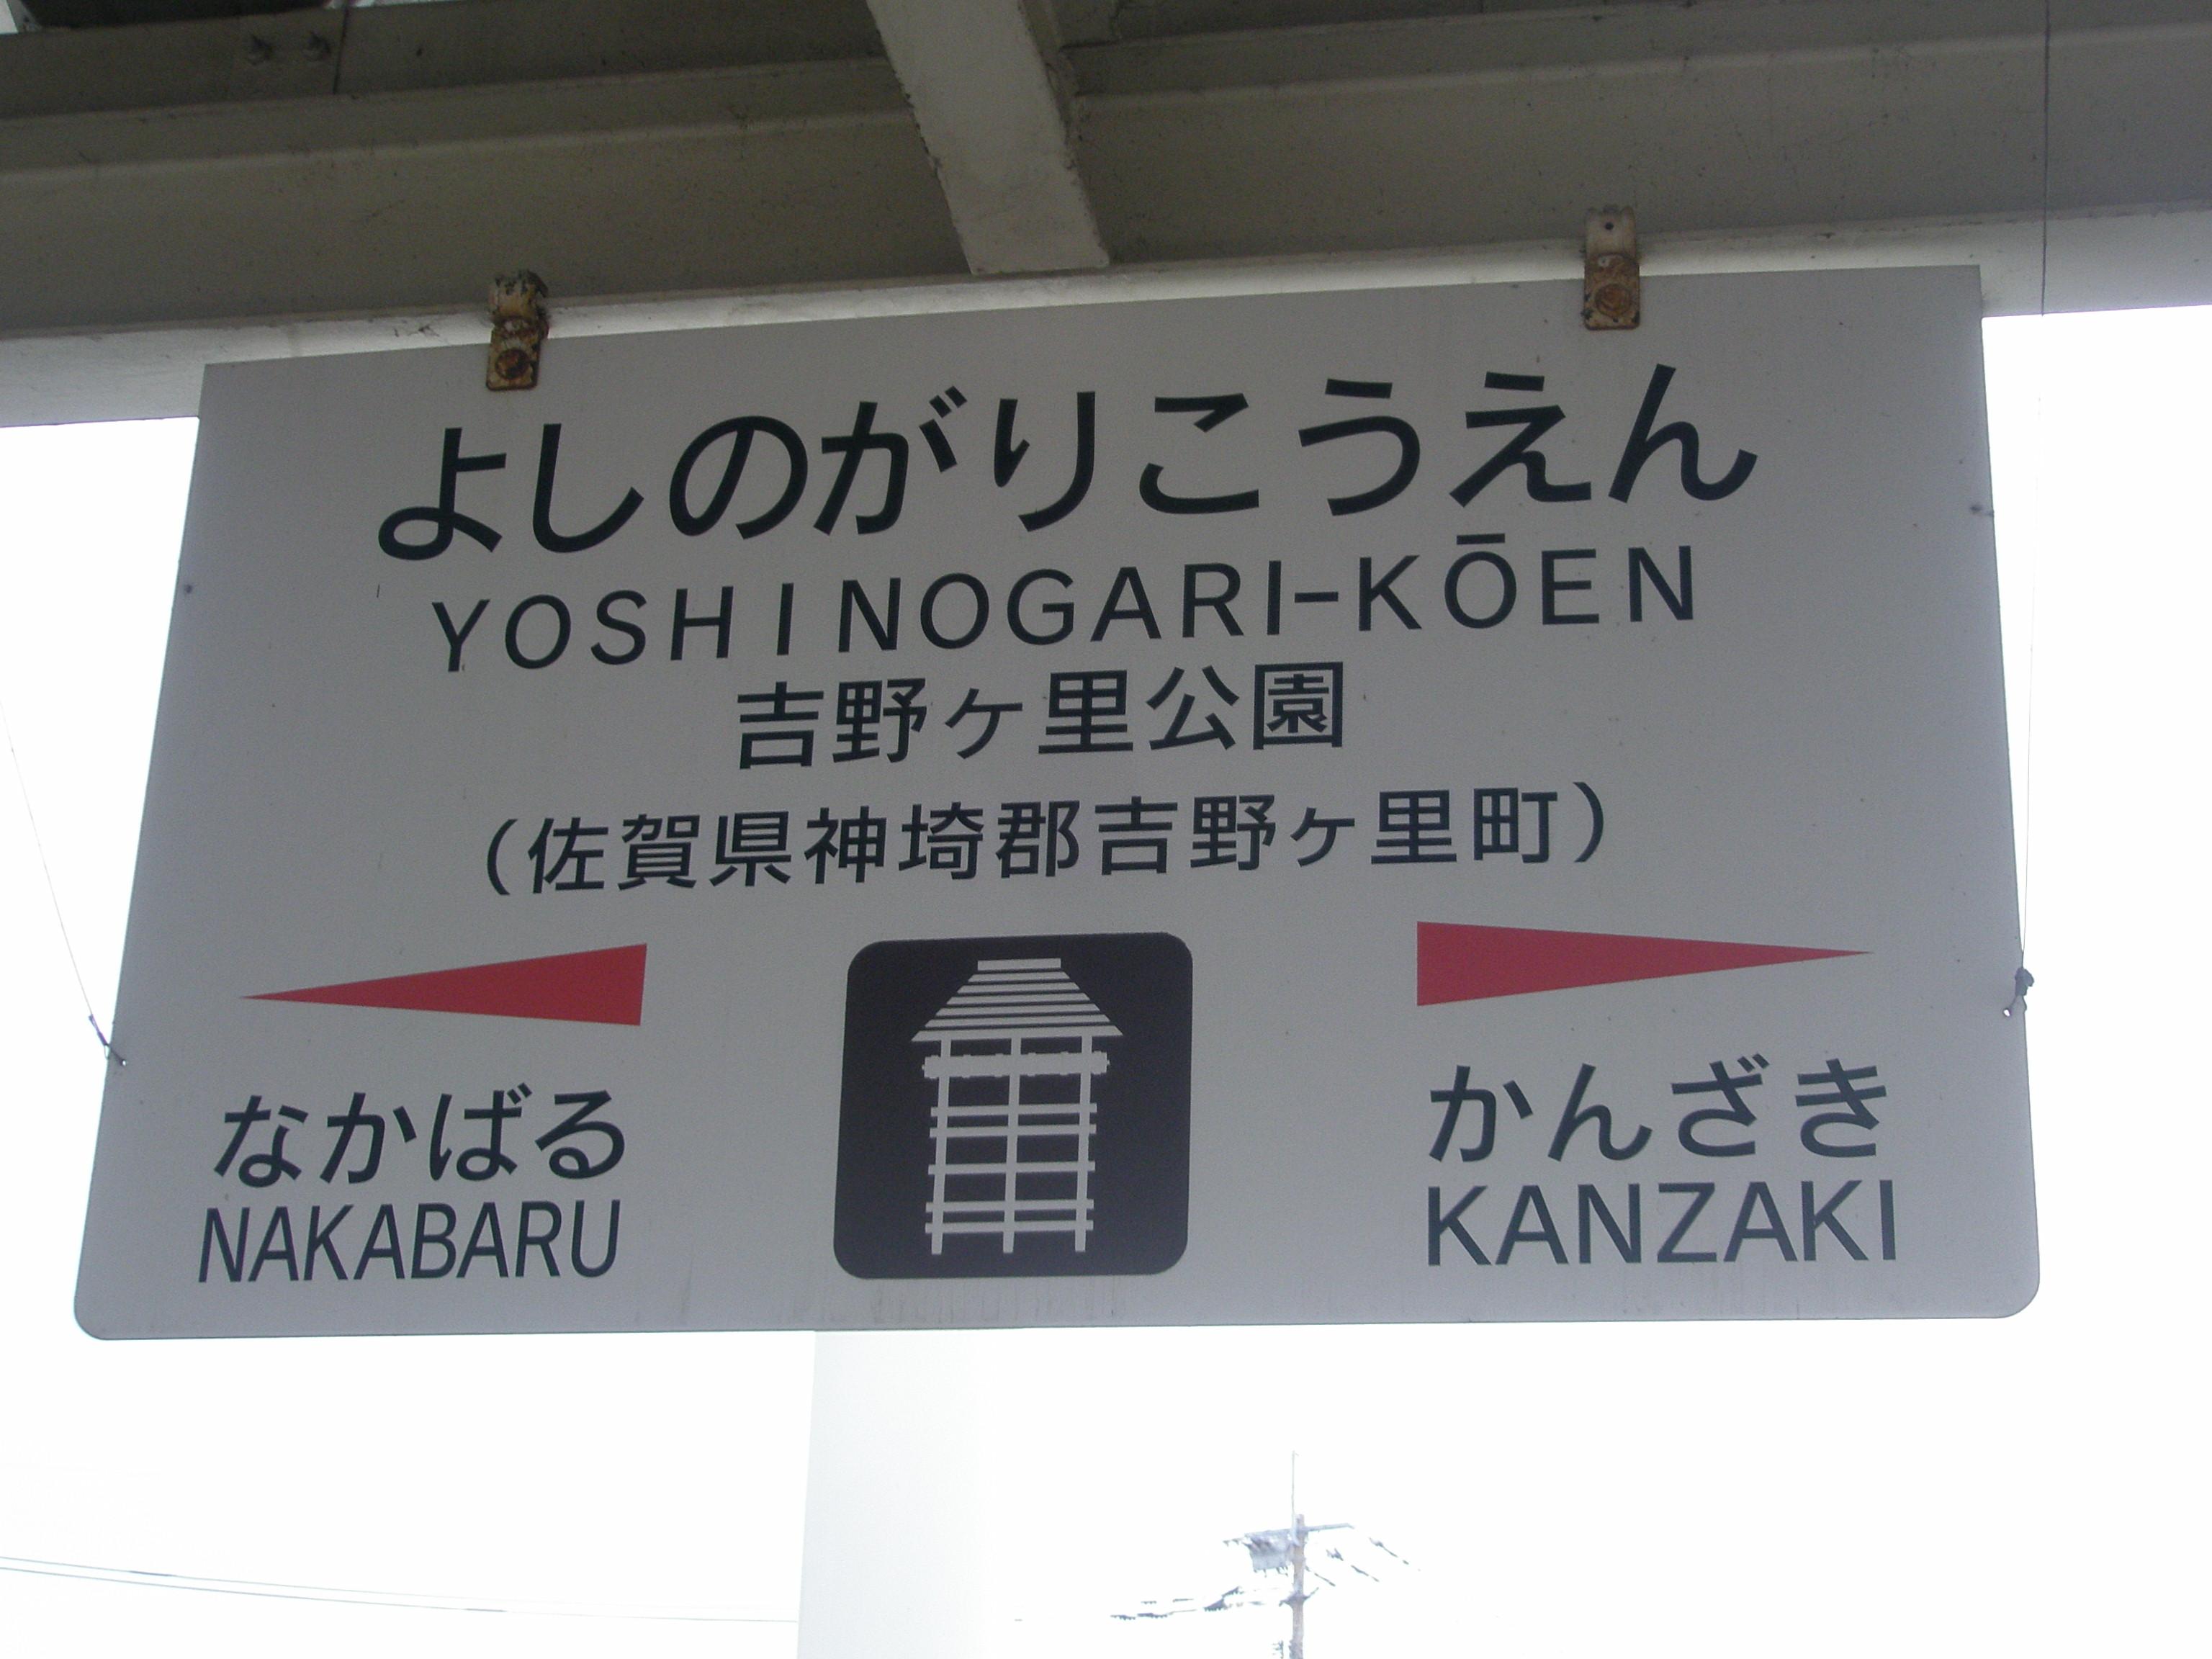 よしのがりこうえん
YOSHINOGARI-KŌEN
吉野ヶ里公園
(佐賀県神埼郡吉野ヶ里町)
なかばる
NAKABARU
かんざき
KANZAKI